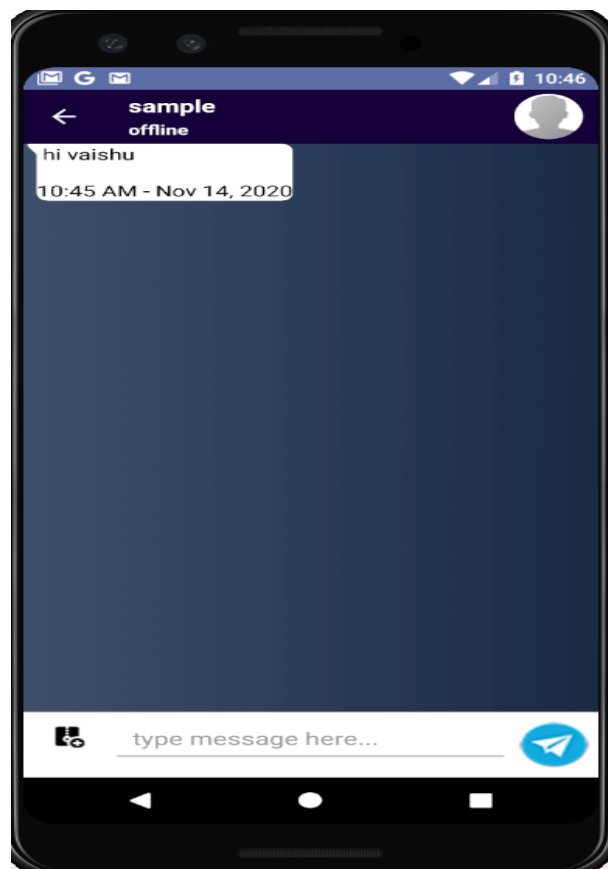 G
10:46
sample
offline
hi vaishu
10:45 AM - Nov 14, 2020
type message here...